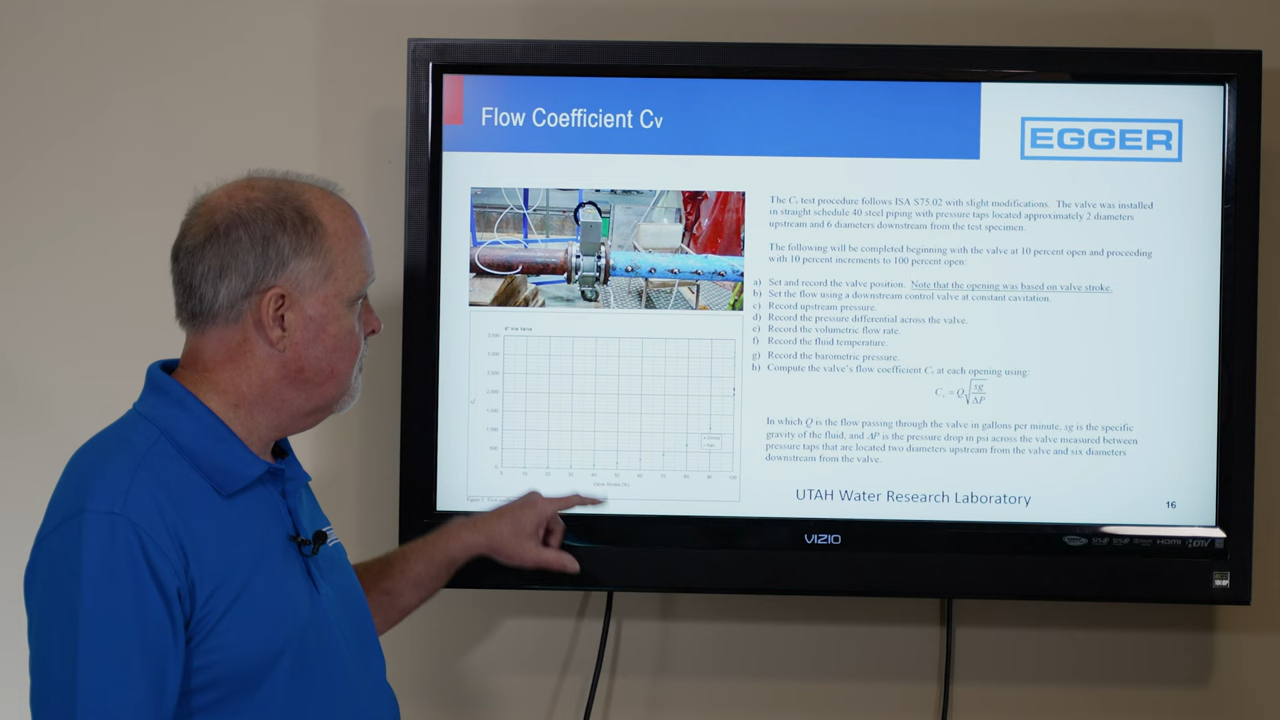 Flow Coefficient Cv
EGGER
The Cv test procedure follows ISA S75.02 with slight modifications. The valve was installed
in straight schedule 40 steel piping with pressure taps located approximately 2 diameters
upstream and 6 diameters downstream from the test specimen.
The following will be completed beginning with the valve at 10 percent open and proceeding
with 10 percent increments to 100 percent open:
a) Set and record the valve position. Note that the opening was based on valve stroke.
b) Set the flow using a downstream control valve at constant cavitation.
c) Record upstream pressure.
d) Record the pressure differential across the valve.
e) Record the volumetric flow rate.
f) Record the fluid temperature.
g) Record the barometric pressure.
h) Compute the valve's flow coefficient Cv at each opening using:
Cv = Q√(sg/ΔP)
In which Q is the flow passing through the valve in gallons per minute, sg is the specific
gravity of the fluid, and ΔP is the pressure drop in psi across the valve measured between
pressure taps that are located two diameters upstream from the valve and six diameters
downstream from the valve.
Valve Stroke (%)
UTAH Water Research Laboratory
16
VIZIO
HDMI